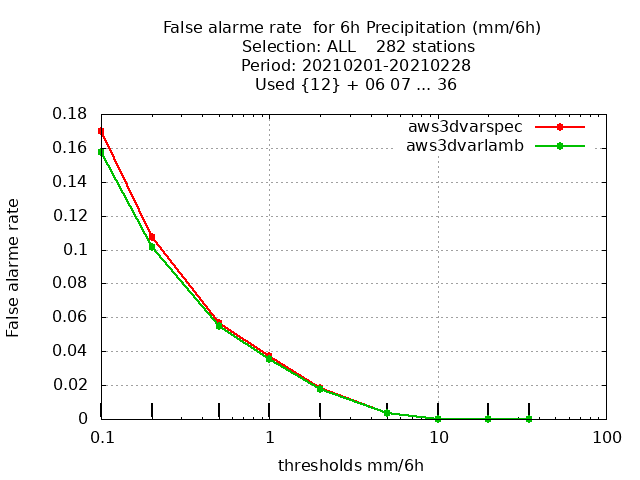 False alarme rate  for 6h Precipitation (mm/6h)
Selection: ALL    282 stations
Period: 20210201-20210228
Used {12} + 06 07 ... 36
aws3dvarspec
aws3dvarlamb
False alarme rate
0.18
0.16
0.14
0.12
0.1
0.08
0.06
0.04
0.02
0
0.1
1
10
100
thresholds mm/6h